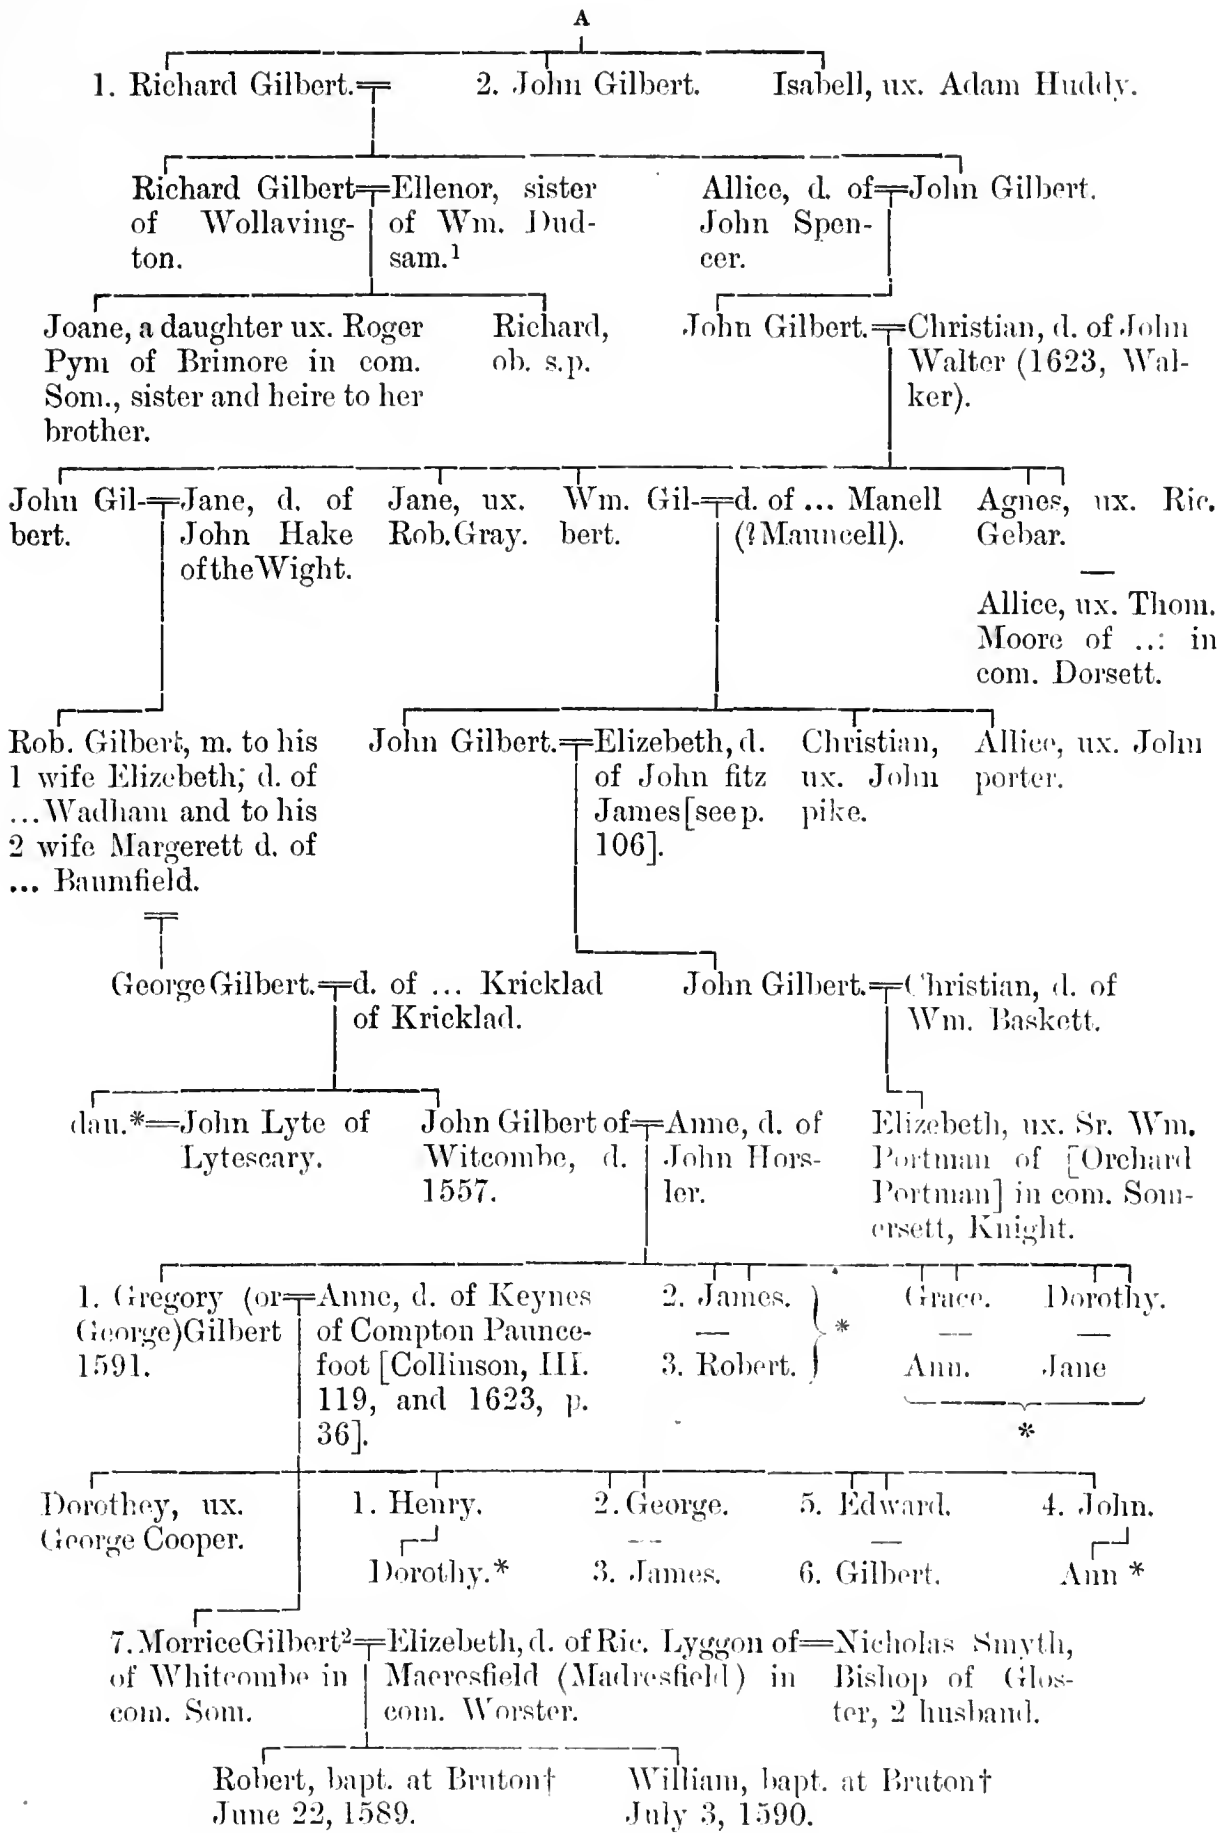 A
1. Richard Gilbert.
2. John Gilbert.
Isabell, ux. Adam Huddy.
Richard Gilbert
of Wollaving-
ton.
Ellenor, sister
of Wm. Dud-
sam.¹
Allice, d. of
John Spen-
cer.
John Gilbert.
Joane, a daughter ux. Roger
Pym of Brimore in com.
Som., sister and heire to her
brother.
Richard,
ob. s.p.
John Gilbert.
Christian, d. of John
Walter (1623, Wal-
ker).
John Gil-
bert.
Jane, d. of
John Hake
of the Wight.
Jane, ux.
Rob. Gray.
Wm. Gil-
bert.
d. of ... Manell
(? Mauncell).
Agnes, ux. Ric.
Gebar.
—
Allice, ux. Thom.
Moore of ..: in
com. Dorsett.
Rob. Gilbert, m. to his
1 wife Elizebeth; d. of
... Wadham and to his
2 wife Margerett d. of
... Baumfield.
John Gilbert.
Elizebeth, d.
of John fitz
James [see p.
106].
Christian,
ux. John
pike.
Allice, ux. John
porter.
George Gilbert.
d. of ... Kricklad
of Kricklad.
John Gilbert.
Christian, d. of
Wm. Baskett.
dau.*
John Lyte of
Lytescary.
John Gilbert of
Witcombe, d.
1557.
Anne, d. of
John Hors-
ler.
Elizebeth, ux. Sr. Wm.
Portman of [Orchard
Portman] in com. Som-
ersett, Knight.
1. Gregory (or
George) Gilbert
1591.
Anne, d. of Keynes
of Compton Paunce-
foot [Collinson, III.
119, and 1623, p.
36].
2. James.
—
3. Robert.
*
Grace.
—
Ann.
Dorothy.
—
Jane
*
Dorothey, ux.
George Cooper.
1. Henry.
Dorothy.*
2. George.
—
3. James.
5. Edward.
—
6. Gilbert.
4. John.
Ann *
7. Morrice Gilbert²
of Whitcombe in
com. Som.
Elizebeth, d. of Ric. Lyggon of
Maeresfield (Madresfield) in
com. Worster.
Nicholas Smyth,
Bishop of Glos-
ter, 2 husband.
Robert, bapt. at Bruton†
June 22, 1589.
William, bapt. at Bruton†
July 3, 1590.